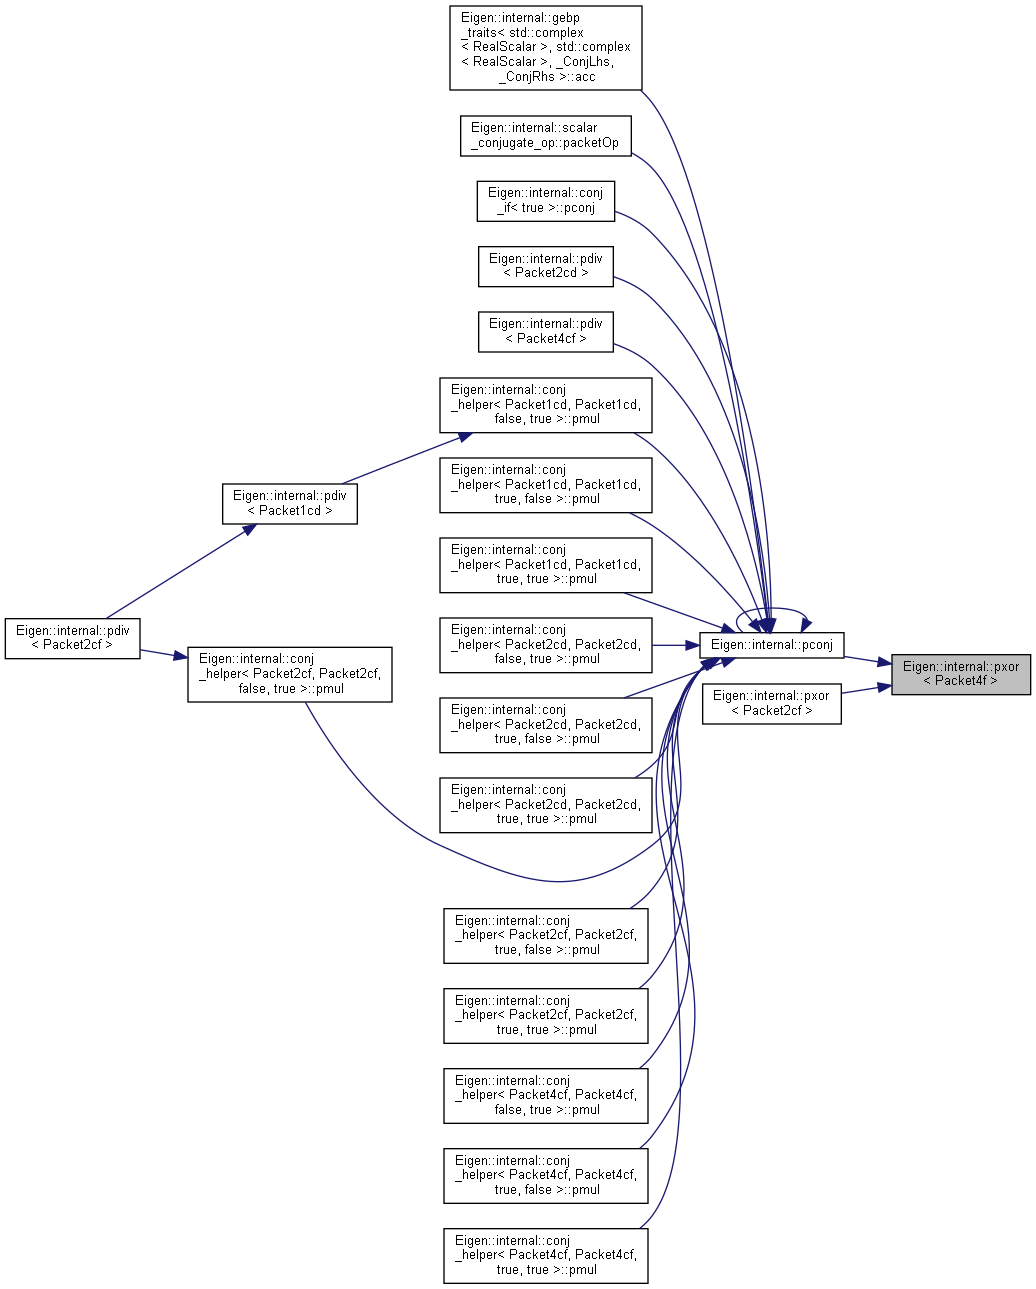 Eigen::internal::gebp
_traits< std::complex
< RealScalar >, std::complex
< RealScalar >, _ConjLhs,
_ConjRhs >::acc
Eigen::internal::scalar
_conjugate_op::packetOp
Eigen::internal::conj
_if< true >::pconj
Eigen::internal::pdiv
< Packet2cd >
Eigen::internal::pdiv
< Packet4cf >
Eigen::internal::conj
_helper< Packet1cd, Packet1cd,
false, true >::pmul
Eigen::internal::conj
_helper< Packet1cd, Packet1cd,
true, false >::pmul
Eigen::internal::pdiv
< Packet1cd >
Eigen::internal::conj
_helper< Packet1cd, Packet1cd,
true, true >::pmul
Eigen::internal::pdiv
< Packet2cf >
Eigen::internal::conj
_helper< Packet2cf, Packet2cf,
false, true >::pmul
Eigen::internal::conj
_helper< Packet2cd, Packet2cd,
false, true >::pmul
Eigen::internal::pconj
Eigen::internal::pxor
< Packet4f >
Eigen::internal::pxor
< Packet2cf >
Eigen::internal::conj
_helper< Packet2cd, Packet2cd,
true, false >::pmul
Eigen::internal::conj
_helper< Packet2cd, Packet2cd,
true, true >::pmul
Eigen::internal::conj
_helper< Packet2cf, Packet2cf,
true, false >::pmul
Eigen::internal::conj
_helper< Packet2cf, Packet2cf,
true, true >::pmul
Eigen::internal::conj
_helper< Packet4cf, Packet4cf,
false, true >::pmul
Eigen::internal::conj
_helper< Packet4cf, Packet4cf,
true, false >::pmul
Eigen::internal::conj
_helper< Packet4cf, Packet4cf,
true, true >::pmul